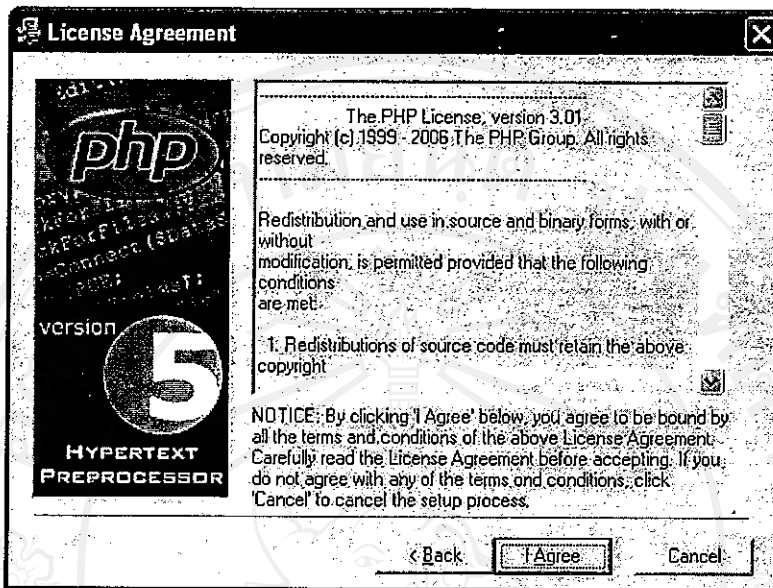 License Agreement
php
version
5
HYPERTEXT
PREPROCESSOR
The PHP License, version 3.01
Copyright (c) 1999 - 2006 The PHP Group. All rights
reserved.
Redistribution and use in source and binary forms, with or
without
modification, is permitted provided that the following
conditions
are met:
1. Redistributions of source code must retain the above
copyright
NOTICE: By clicking 'I Agree' below, you agree to be bound by
all the terms and conditions of the above License Agreement.
Carefully read the License Agreement before accepting. If you
do not agree with any of the terms and conditions, click
'Cancel' to cancel the setup process.
< Back
I Agree
Cancel